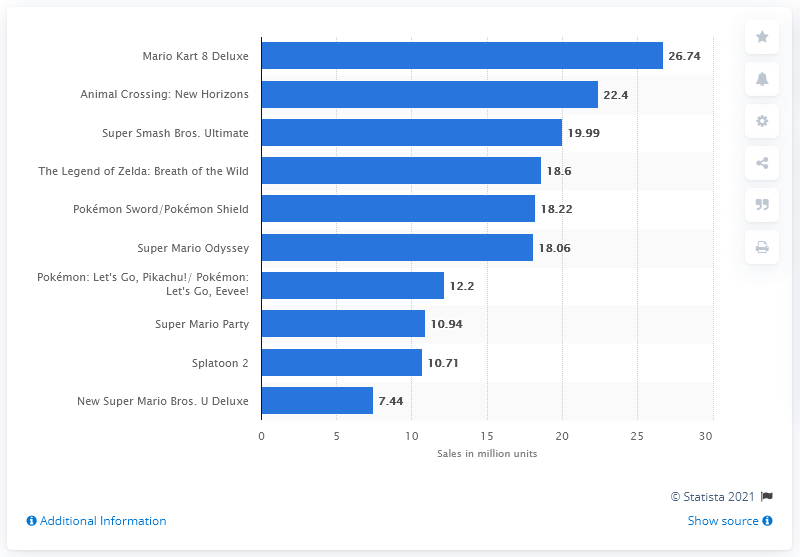 Mario Kart 8 Deluxe 26.74
Animal Crossing: New Horizons 22.4
Super Smash Bros. Ultimate 19.99
The Legend of Zelda: Breath of the Wild 18.6
Pokémon Sword/Pokémon Shield 18.22
Super Mario Odyssey 18.06
Pokémon: Let's Go, Pikachu!/ Pokémon:
Let's Go, Eevee! 12.2
Super Mario Party 10.94
Splatoon 2 10.71
New Super Mario Bros. U Deluxe 7.44
0 5 10 15 20 25 30
Sales in million units
© Statista 2021
Additional Information Show source